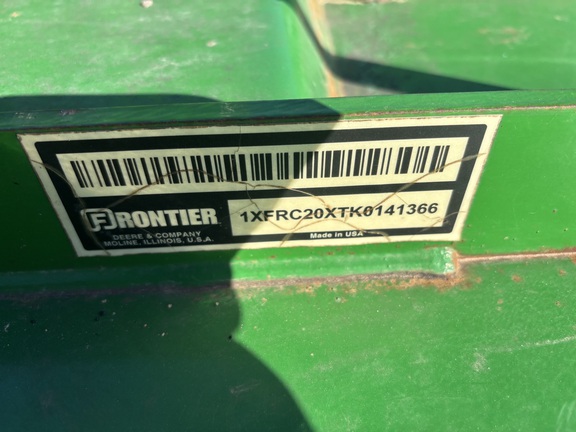 FRONTIER
1XFRC20XTK0141366
DEERE & COMPANY
MOLINE, ILLINOIS, U.S.A.
Made in USA